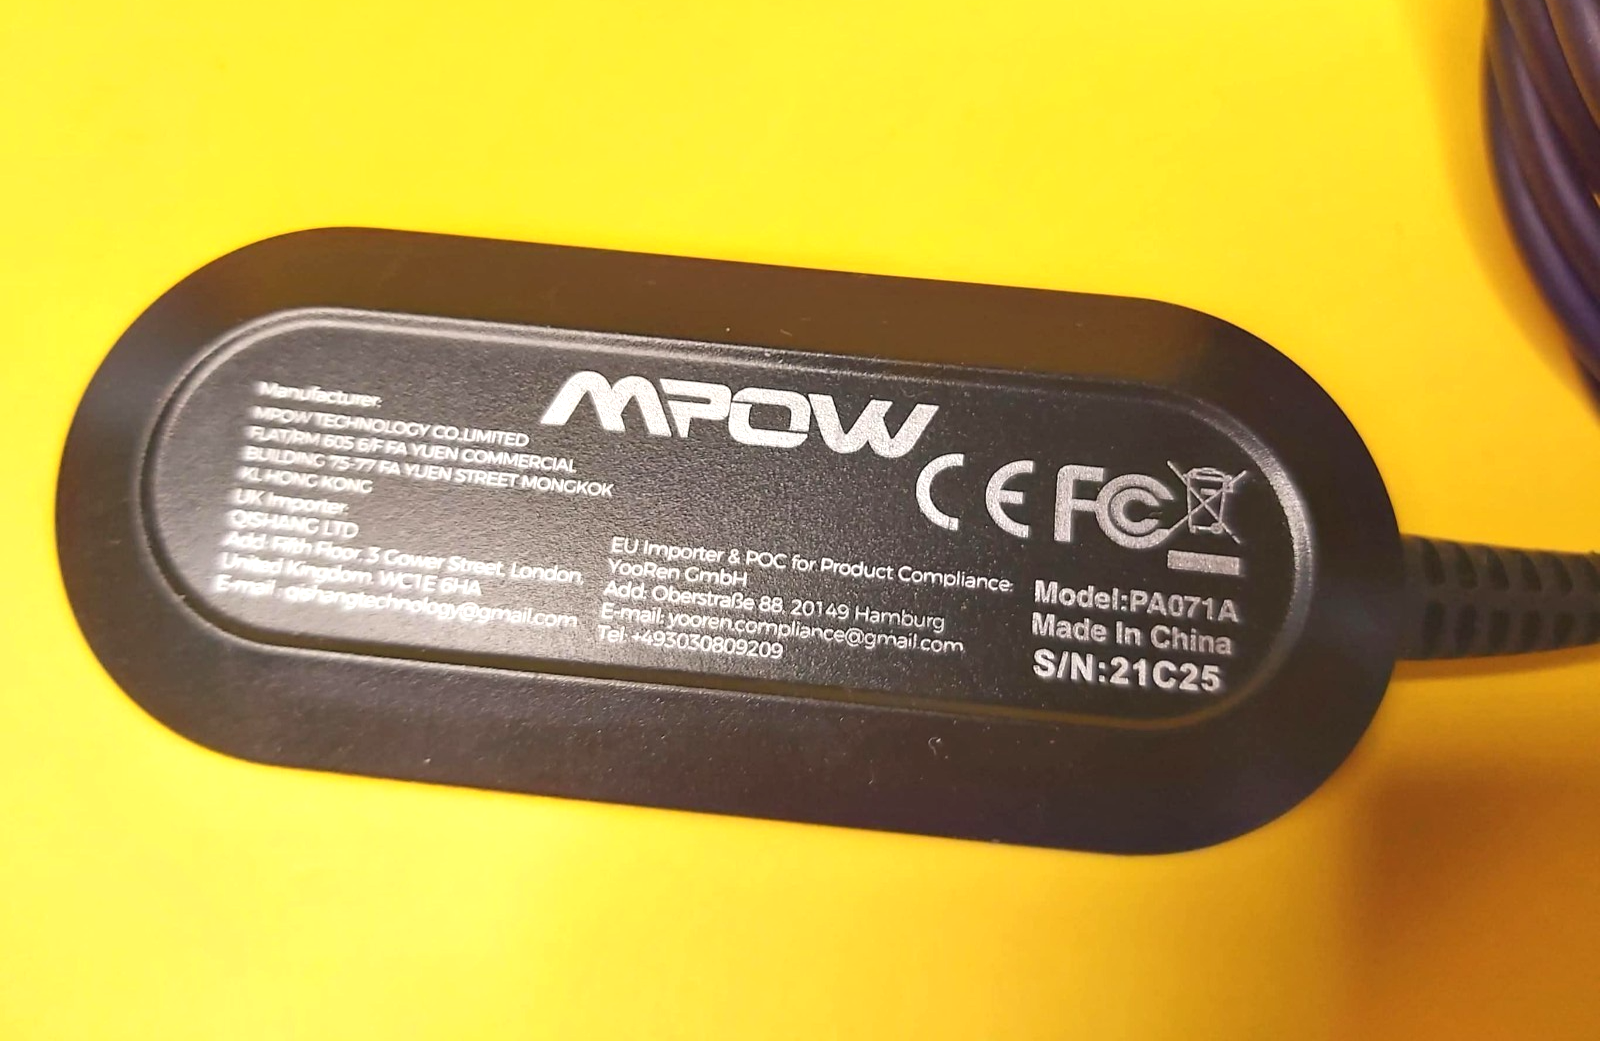 MPOW
Manufacturer:
MPOW TECHNOLOGY CO.,LIMITED
FLAT/RM 605 6/F FA YUEN COMMERCIAL
BUILDING 75-77 FA YUEN STREET MONGKOK
KL HONG KONG
UK Importer:
QISHANG LTD
Add: Fifth Floor, 3 Gower Street, London,
United Kingdom. WC1E 6HA
E-mail : qishangtechnology@gmail.com
EU Importer & POC for Product Compliance:
YooRen GmbH
Add: Oberstraße 88, 20149 Hamburg
E-mail: yooren.compliance@gmail.com
Tel: +493030809209
CE FC
Model:PA071A
Made In China
S/N:21C25